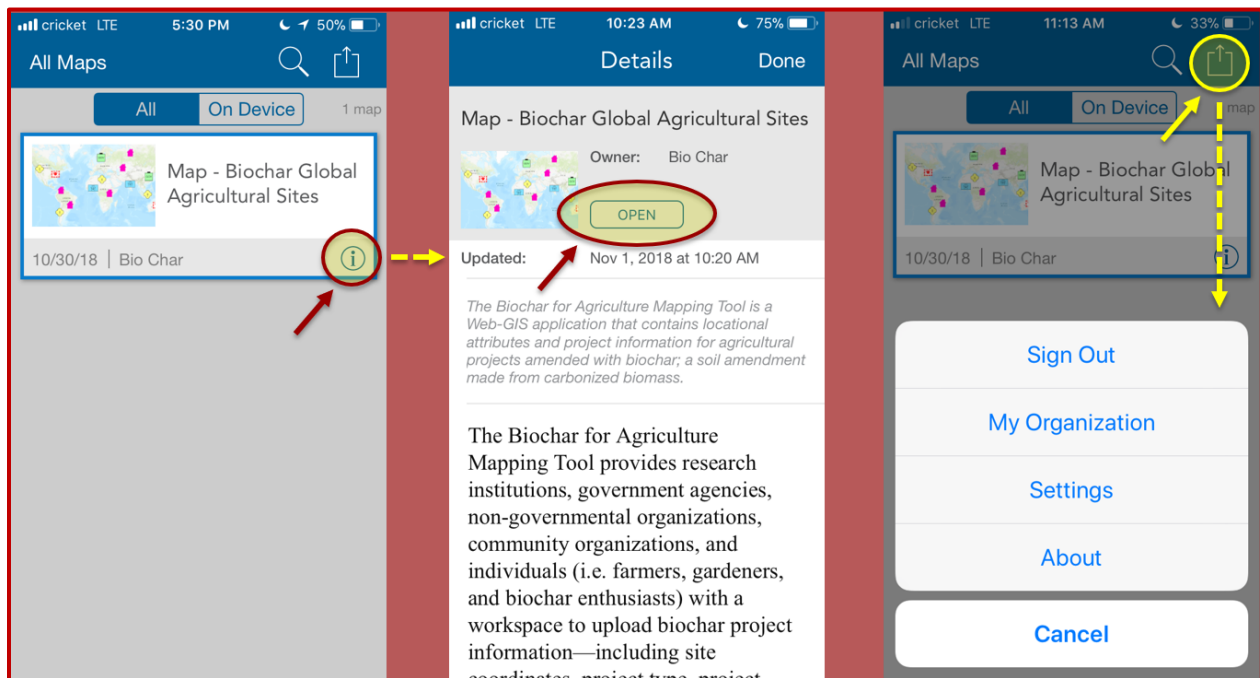 cricket LTE 5:30 PM 50%
All Maps
All On Device 1 map
Map - Biochar Global
Agricultural Sites
10/30/18 | Bio Char
cricket LTE 10:23 AM 75%
Details Done
Map - Biochar Global Agricultural Sites
Owner: Bio Char
OPEN
Updated: Nov 1, 2018 at 10:20 AM
The Biochar for Agriculture Mapping Tool is a
Web-GIS application that contains locational
attributes and project information for agricultural
projects amended with biochar; a soil amendment
made from carbonized biomass.
The Biochar for Agriculture
Mapping Tool provides research
institutions, government agencies,
non-governmental organizations,
community organizations, and
individuals (i.e. farmers, gardeners,
and biochar enthusiasts) with a
workspace to upload biochar project
information—including site
coordinates, project type, project
cricket LTE 11:13 AM 33%
All Maps
All On Device map
Map - Biochar Global
Agricultural Sites
10/30/18 | Bio Char
Sign Out
My Organization
Settings
About
Cancel